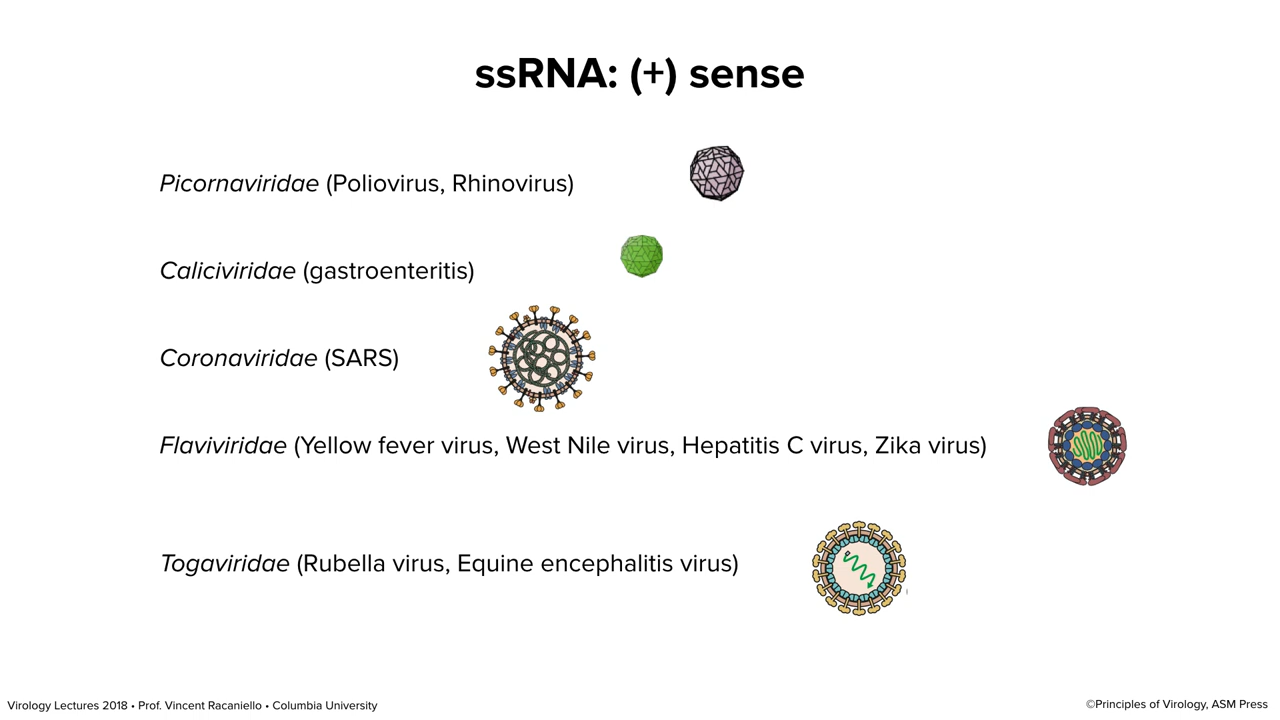 ssRNA: (+) sense
Picornaviridae (Poliovirus, Rhinovirus)
Caliciviridae (gastroenteritis)
Coronaviridae (SARS)
Flaviviridae (Yellow fever virus, West Nile virus, Hepatitis C virus, Zika virus)
Togaviridae (Rubella virus, Equine encephalitis virus)
Virology Lectures 2018 • Prof. Vincent Racaniello • Columbia University
©Principles of Virology, ASM Press